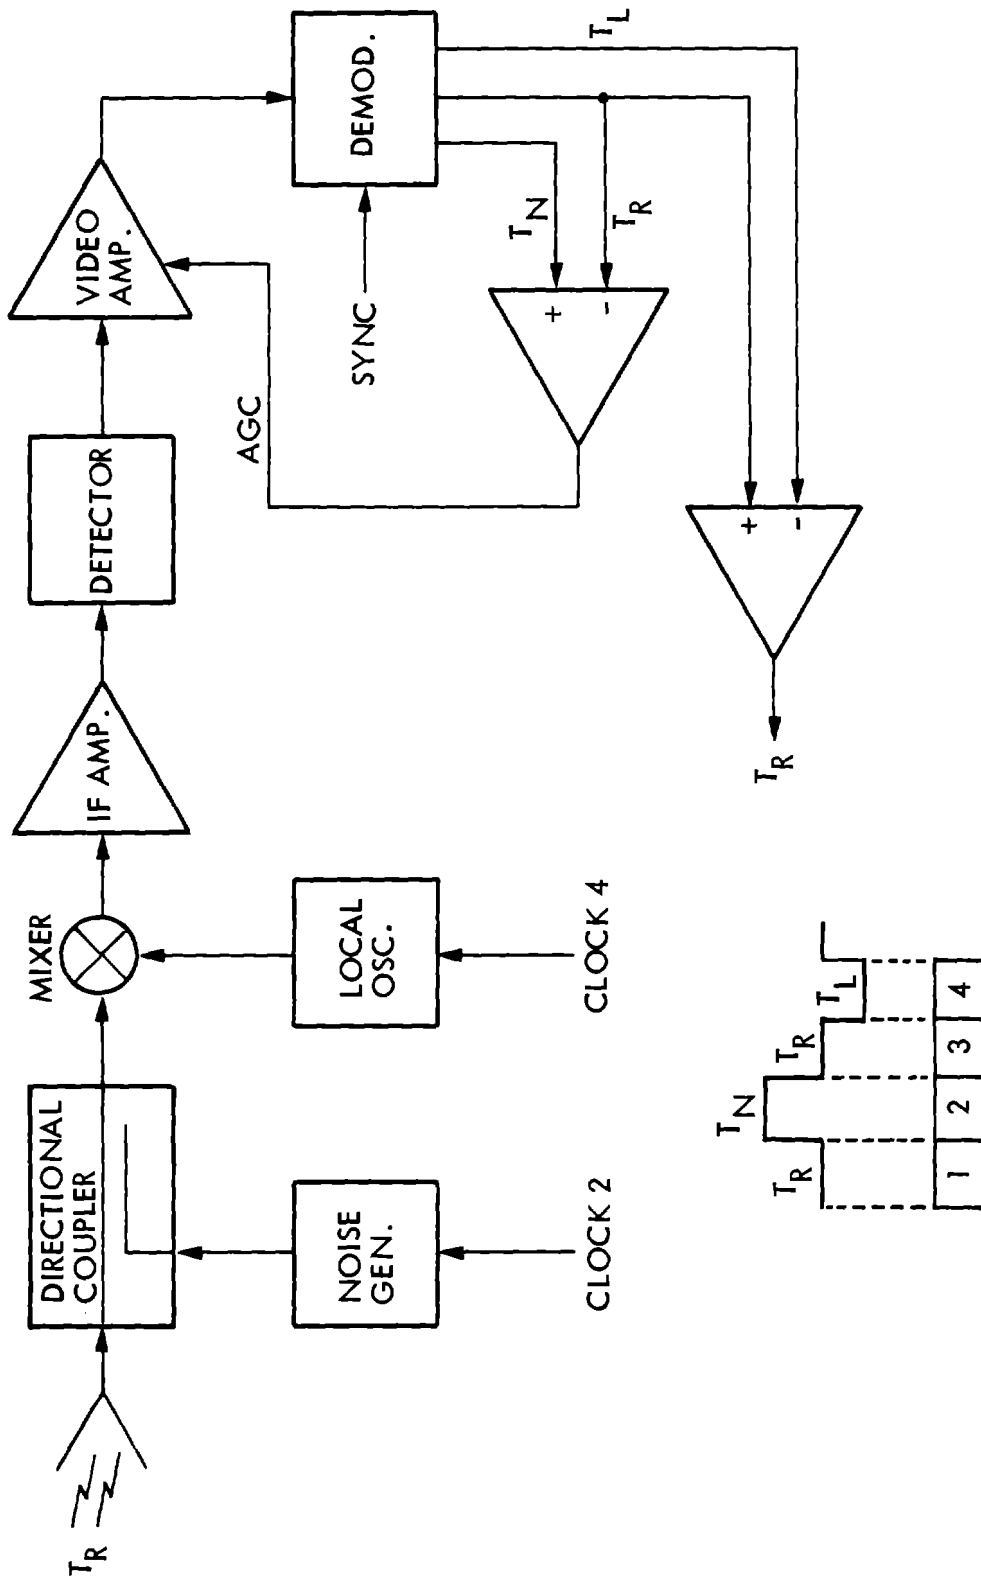 T_R
DIRECTIONAL
COUPLER
MIXER
IF AMP.
DETECTOR
VIDEO
AMP.
NOISE
GEN.
CLOCK 2
LOCAL
OSC.
CLOCK 4
AGC
SYNC
DEMOD.
T_N
T_R
T_L
+
-
+
-
T_R
T_R
T_N
T_R
T_L
1
2
3
4